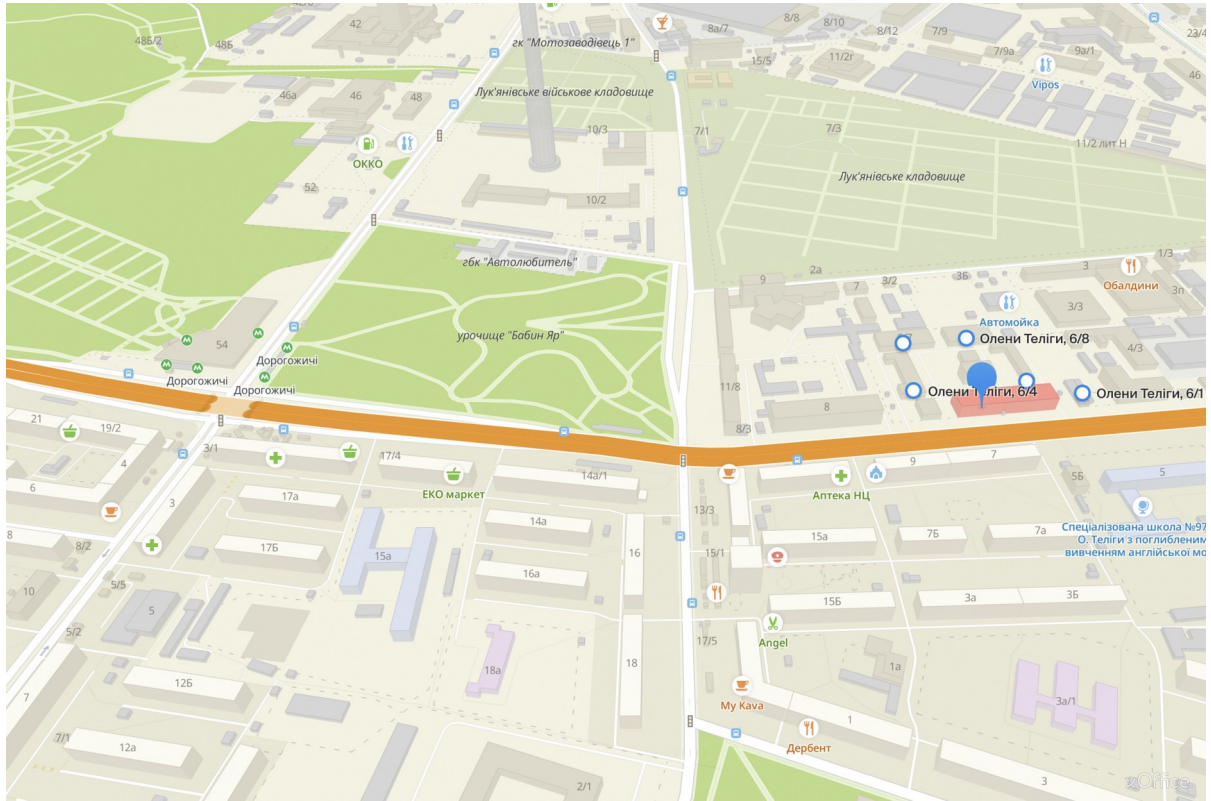 42
8а/7
8/8
8/10
8/12
7/9
23/4
48Б/2
48Б
гк "Мотозаводівець 1"
15/5
11/2г
7/9а
9а/1
46
Vipos
46а
46
48
Лук'янівське військове кладовище
10/3
7/1
7/3
11/2 лит Н
ОККО
52
10/2
Лук'янівське кладовище
гбк "Автолюбитель"
9
2а
7
3/2
3Б
3
1/3
Обалдини
3п
3/3
Автомойка
урочище "Бабин Яр"
54
Дорогожичі
Дорогожичі
Дорогожичі
Олени Теліги, 6/8
4/3
11/8
Олени Теліги, 6/4
Олени Теліги, 6/1
8
8/3
21
19/2
4
3/1
17/4
ЕКО маркет
14а/1
Аптека НЦ
9
7
5Б
5
6
3
17а
14а
13/3
15а
7Б
7а
Спеціалізована школа №97
О. Теліги з поглибленим
вивченням англійської мо
8
8/2
17Б
15а
16
15/1
10
5/5
16а
5
15Б
3а
3Б
5/2
17/5
Angel
18а
18
1а
7
12Б
My Kava
3а/1
1
7/1
12а
Дербент
2/1
3
xOffice